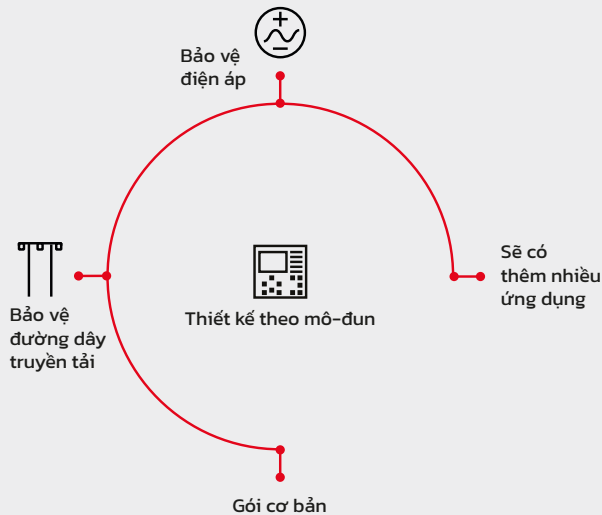 Bảo vệ
điện áp
Sẽ có
thêm nhiều
ứng dụng
Bảo vệ
đường dây
truyền tải
Thiết kế theo mô-đun
Gói cơ bản